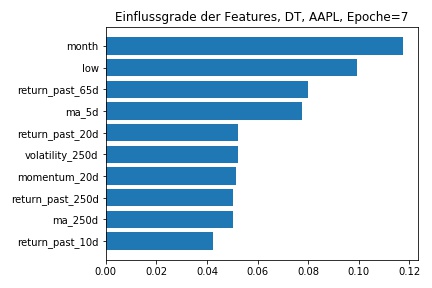 Einflussgrade der Features, DT, AAPL, Epoche=7
month
low
return_past_65d
ma_5d
return_past_20d
volatility_250d
momentum_20d
return_past_250d
ma_250d
return_past_10d
0.00 0.02 0.04 0.06 0.08 0.10 0.12